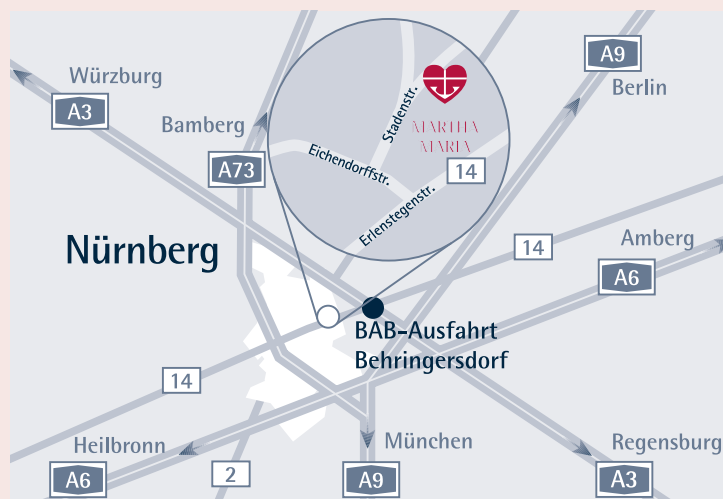 A9
Würzburg
Berlin
A3
Stadenstr.
Bamberg
MARTHA
MARIA
Eichendorffstr.
A73
14
Erlenstegenstr.
Nürnberg
14
Amberg
A6
BAB-Ausfahrt
Behringersdorf
14
Heilbronn
München
Regensburg
A6
2
A9
A3